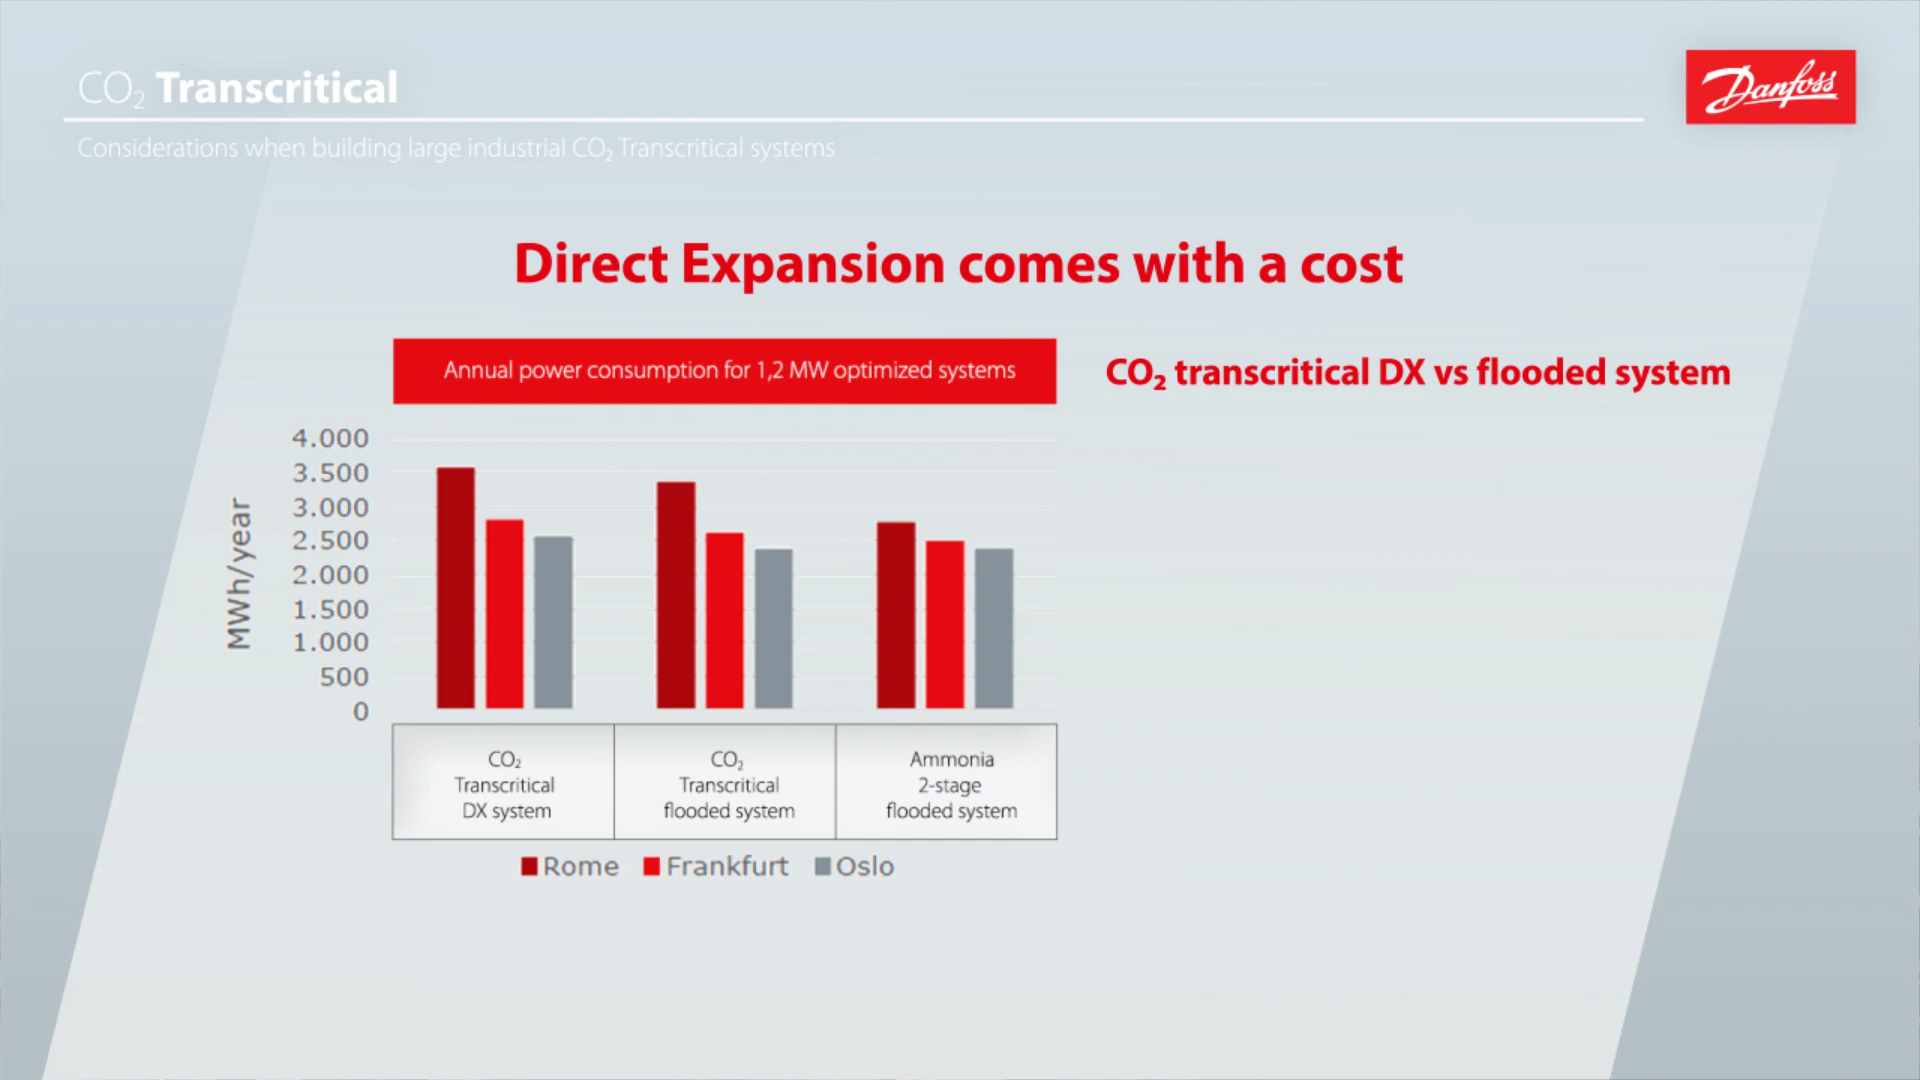 CO₂ Transcritical
Danfoss
Considerations when building large industrial CO₂ Transcritical systems
Direct Expansion comes with a cost
Annual power consumption for 1,2 MW optimized systems
CO₂ transcritical DX vs flooded system
MWh/year
4.000
3.500
3.000
2.500
2.000
1.500
1.000
500
0
CO₂
Transcritical
DX system
CO₂
Transcritical
flooded system
Ammonia
2-stage
flooded system
Rome Frankfurt Oslo